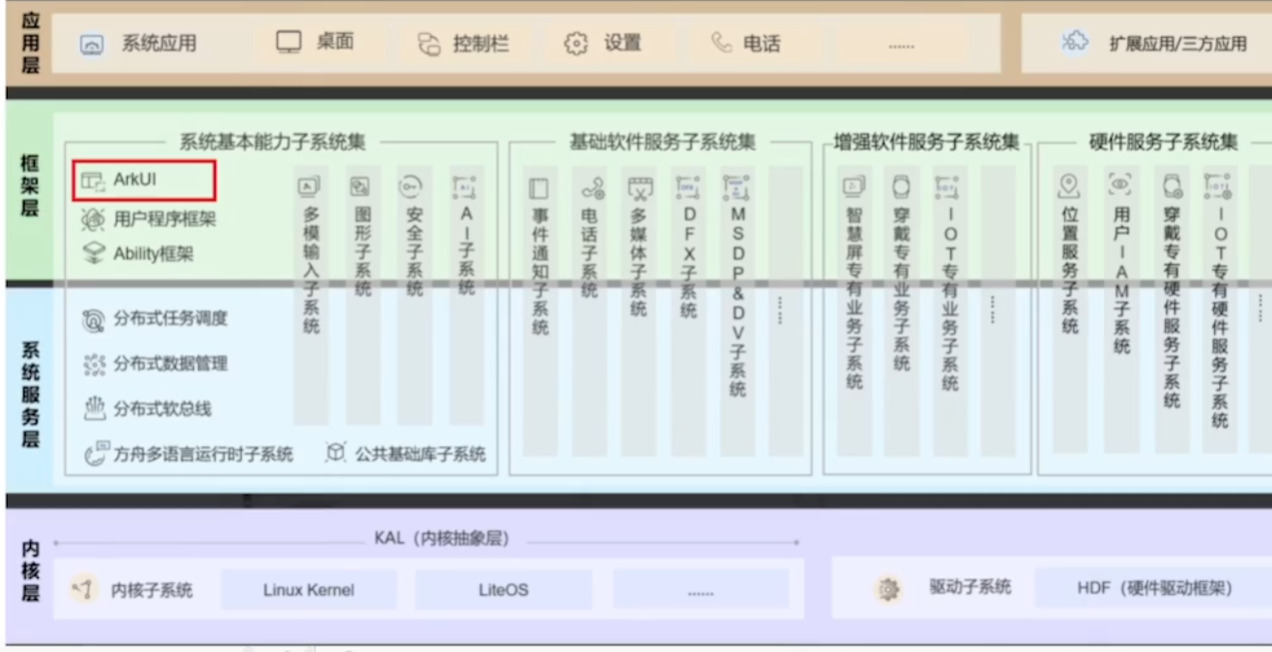 应用层
系统应用
桌面
控制栏
设置
电话
......
扩展应用/三方应用
框架层
系统基本能力子系统集
ArkUI
用户程序框架
Ability框架
多模输入子系统
图形子系统
安全子系统
AI子系统
基础软件服务子系统集
事件通知子系统
电话子系统
多媒体子系统
DFX子系统
MSDP&DV子系统
......
增强软件服务子系统集
智慧屏专有业务子系统
穿戴专有业务子系统
IOT专有业务子系统
......
硬件服务子系统集
位置服务子系统
用户IAM子系统
穿戴专有硬件服务子系统
IOT专有硬件服务子系统
......
系统服务层
分布式任务调度
分布式数据管理
分布式软总线
方舟多语言运行时子系统
公共基础库子系统
内核层
KAL（内核抽象层）
内核子系统
Linux Kernel
LiteOS
......
驱动子系统
HDF（硬件驱动框架）